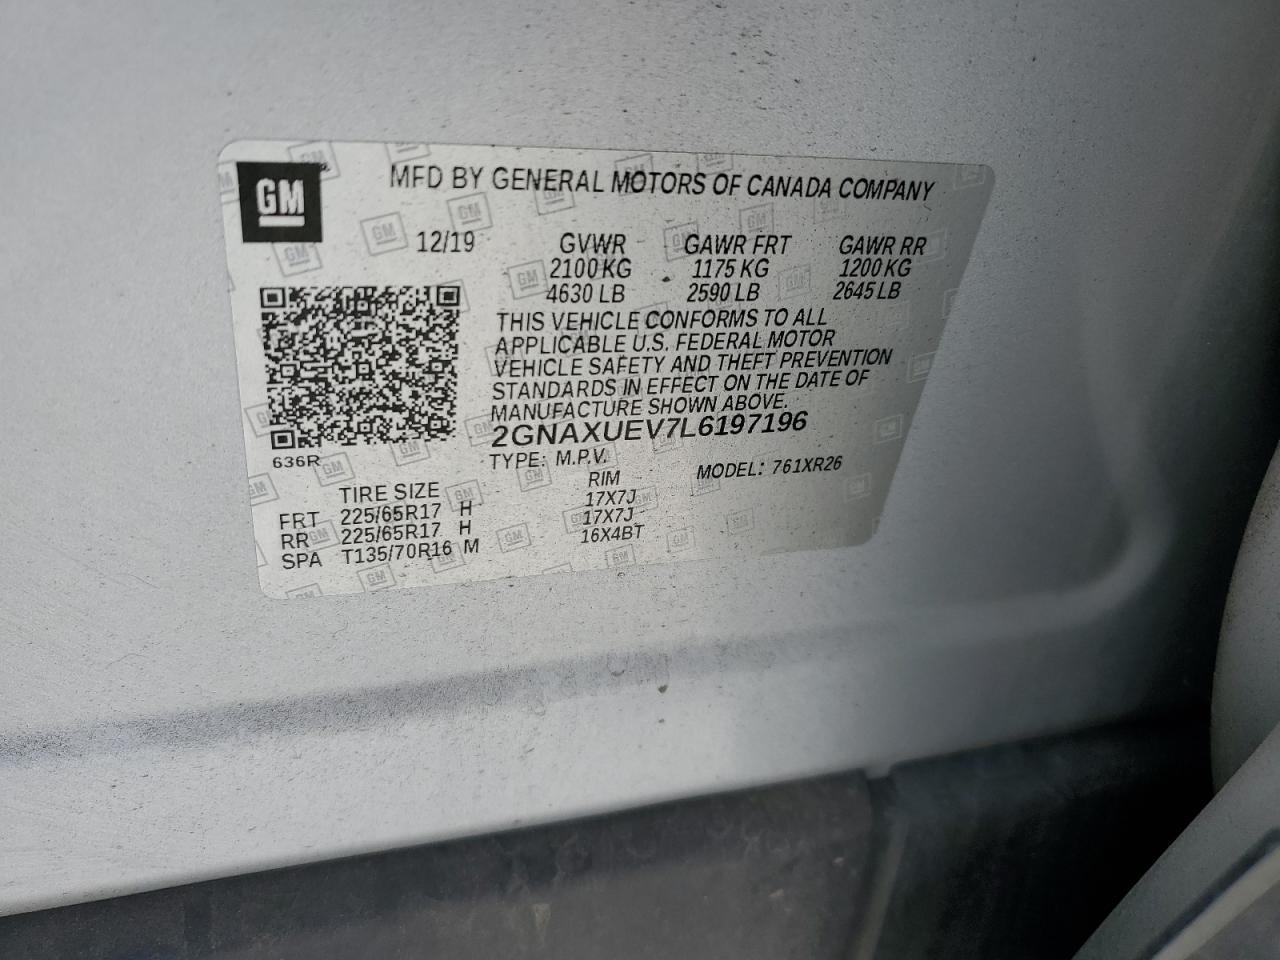 GM
MFD BY GENERAL MOTORS OF CANADA COMPANY
12/19 GVWR GAWR FRT GAWR RR
2100KG 1175 KG 1200 KG
4630 LB 2590 LB 2645 LB
THIS VEHICLE CONFORMS TO ALL
APPLICABLE U.S. FEDERAL MOTOR
VEHICLE SAFETY AND THEFT PREVENTION
STANDARDS IN EFFECT ON THE DATE OF
MANUFACTURE SHOWN ABOVE.
2GNAXUEV7L6197196
636R
TYPE: M.P.V. MODEL: 761XR26
TIRE SIZE RIM
FRT 225/65R17 H 17X7J
RR 225/65R17 H 17X7J
SPA T135/70R16 M 16X4BT